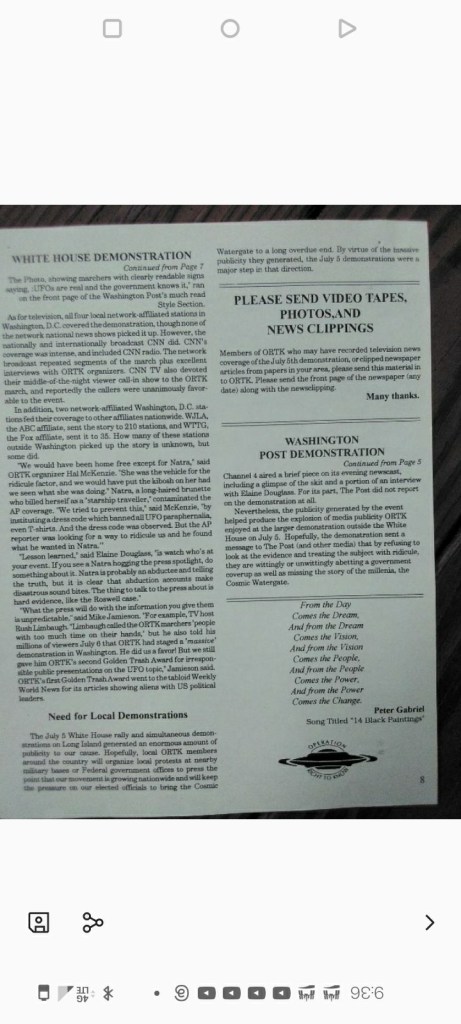 WHITE HOUSE DEMONSTRATION
Continued from Page 7
The Photo, showing marchers with clearly readable signs
saying, 'UFOs are real and the government knows it,' ran
on the front page of the Washington Post's much read
Style Section.
As for television, all four local network-affiliated stations in
Washington, D.C. covered the demonstration, though none of
the network national news shows picked it up. However, the
nationally and internationally broadcast CNN did. CNN's
coverage was intense, and included CNN radio. The network
broadcast repeated segments of the march plus excellent
interviews with ORTK organizers. CNN TV also devoted
their middle-of-the-night viewer call-in show to the ORTK
march, and reportedly the callers were unanimously favor-
able to the event.
In addition, two network-affiliated Washington, D.C. sta-
tions fed their coverage to other affiliates nationwide. WJLA,
the ABC affiliate, sent the story to 210 stations, and WTTG,
the Fox affiliate, sent it to 35. How many of these stations
outside Washington picked up the story is unknown, but
some did.
"We would have been home free except for Natra," said
ORTK organizer Hal McKenzie. "She was the vehicle for the
ridicule factor, and we would have put the kibosh on her had
we seen what she was doing." Natra, a long-haired brunette
who billed herself as a "starship traveller," contaminated the
AP coverage. "We tried to prevent this," said McKenzie, "by
instituting a dress code which banned all UFO paraphernalia,
even T-shirts. And the dress code was observed. But the AP
reporter was looking for a way to ridicule us and he found
what he wanted in Natra."
"Lesson learned," said Elaine Douglass, "is watch who's at
your event. If you see a Natra hogging the press spotlight, do
something about it. Natra is probably an abductee and telling
the truth, but it is clear that abduction accounts make
disastrous sound bites. The thing to talk to the press about is
hard evidence, like the Roswell case."
"What the press will do with the information you give them
is unpredictable," said Mike Jamieson. "For example, TV host
Rush Limbaugh. "Limbaugh called the ORTK marchers 'people
with too much time on their hands,' but he also told his
millions of viewers July 6 that ORTK had staged a 'massive'
demonstration in Washington. He did us a favor! But we still
gave him ORTK's second Golden Trash Award for irrespon-
sible public presentations on the UFO topic," Jamieson said.
ORTK's first Golden Trash Award went to the tabloid Weekly
World News for its articles showing aliens with US political
leaders.
Need for Local Demonstrations
The July 5 White House rally and simultaneous demon-
strations on Long Island generated an enormous amount of
publicity to our cause. Hopefully, local ORTK members
around the country will organize local protests at nearby
military bases or Federal government offices to press the
point that our movement is growing nationwide and will keep
the pressure on our elected officials to bring the Cosmic
Watergate to a long overdue end. By virtue of the massive
publicity they generated, the July 5 demonstrations were a
major step in that direction.
PLEASE SEND VIDEO TAPES,
PHOTOS,AND
NEWS CLIPPINGS
Members of ORTK who may have recorded television news
coverage of the July 5th demonstration, or clipped newspaper
articles from papers in your area, please send this material in
to ORTK. Please send the front page of the newspaper (any
date) along with the newsclipping.
Many thanks.
WASHINGTON
POST DEMONSTRATION
Continued from Page 5
Channel 4 aired a brief piece on its evening newscast,
including a glimpse of the skit and a portion of an interview
with Elaine Douglass. For its part, The Post did not report
on the demonstration at all.
Nevertheless, the publicity generated by the event
helped produce the explosion of media publicity ORTK
enjoyed at the larger demonstration outside the White
House on July 5. Hopefully, the demonstration sent a
message to The Post (and other media) that by refusing to
look at the evidence and treating the subject with ridicule,
they are wittingly or unwittingly abetting a government
coverup as well as missing the story of the millenia, the
Cosmic Watergate.
From the Day
Comes the Dream,
And from the Dream
Comes the Vision,
And from the Vision
Comes the People,
And from the People
Comes the Power,
And from the Power
Comes the Change.
Peter Gabriel
Song Titled "14 Black Paintings"
OPERATION
RIGHT TO KNOW
8
9:36
4G
LTE